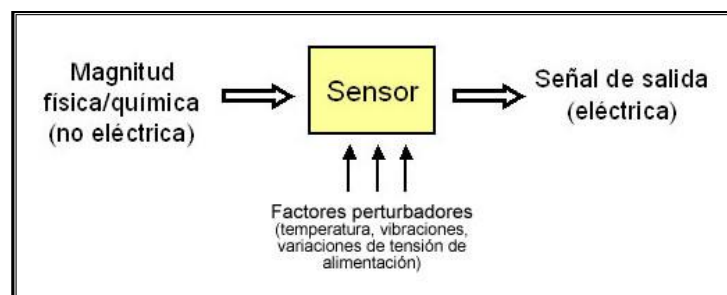 Magnitud
física/química
(no eléctrica)
Sensor
Señal de salida
(eléctrica)
Factores perturbadores
(temperatura, vibraciones,
variaciones de tensión de
alimentación)